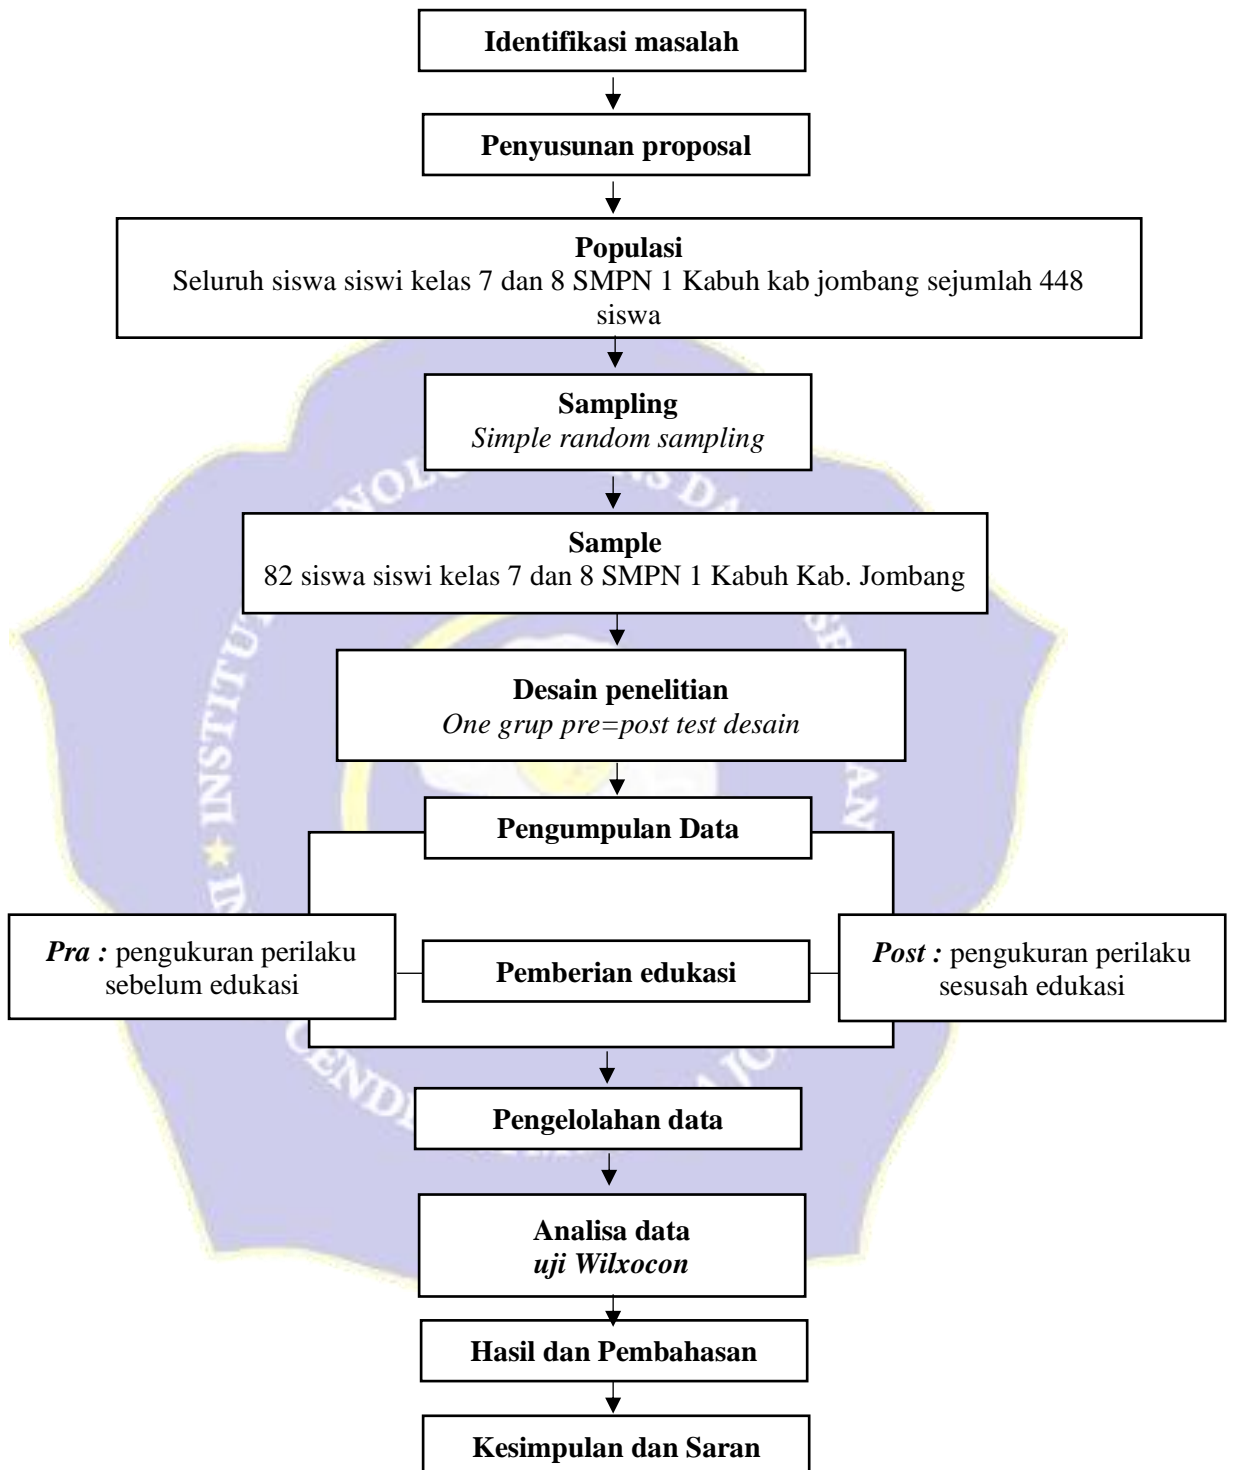 Identifikasi masalah
Penyusunan proposal
Populasi
Seluruh siswa siswi kelas 7 dan 8 SMPN 1 Kabuh kab jombang sejumlah 448
siswa
Sampling
Simple random sampling
Sample
82 siswa siswi kelas 7 dan 8 SMPN 1 Kabuh Kab. Jombang
Desain penelitian
One grup pre=post test desain
Pengumpulan Data
Pra : pengukuran perilaku
sebelum edukasi
Pemberian edukasi
Post : pengukuran perilaku
sesusah edukasi
Pengelolahan data
Analisa data
uji Wilxocon
Hasil dan Pembahasan
Kesimpulan dan Saran